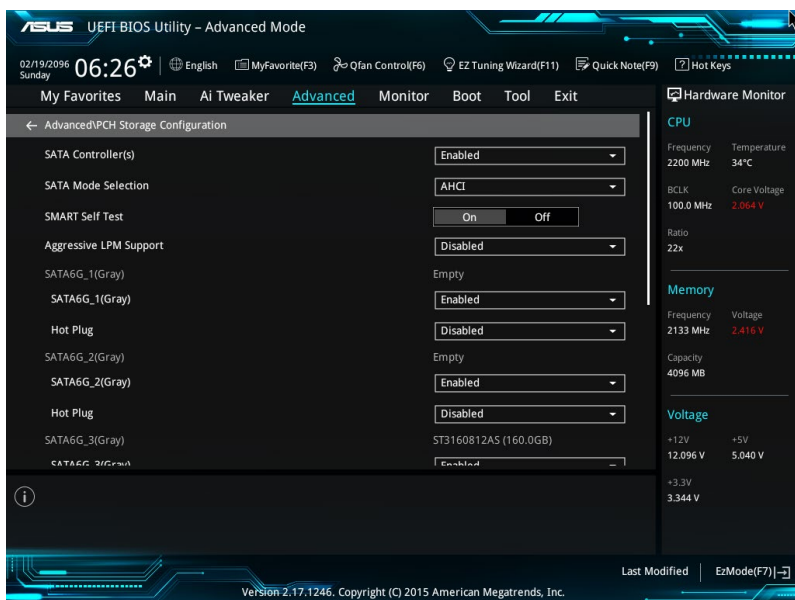 ASUS UEFI BIOS Utility – Advanced Mode
02/19/2096 Sunday 06:26 English MyFavorite(F3) Qfan Control(F6) EZ Tuning Wizard(F11) Quick Note(F9) ? Hot Keys
My Favorites Main Ai Tweaker Advanced Monitor Boot Tool Exit
← Advanced\PCH Storage Configuration
SATA Controller(s) Enabled
SATA Mode Selection AHCI
SMART Self Test On Off
Aggressive LPM Support Disabled
SATA6G_1(Gray) Empty
SATA6G_1(Gray) Enabled
Hot Plug Disabled
SATA6G_2(Gray) Empty
SATA6G_2(Gray) Enabled
Hot Plug Disabled
SATA6G_3(Gray) ST3160812AS (160.0GB)
SATA6G_3(Gray) Enabled
Hardware Monitor
CPU
Frequency Temperature
2200 MHz 34°C
BCLK Core Voltage
100.0 MHz 2.064 V
Ratio
22x
Memory
Frequency Voltage
2133 MHz 2.416 V
Capacity
4096 MB
Voltage
+12V +5V
12.096 V 5.040 V
+3.3V
3.344 V
Last Modified EzMode(F7)
Version 2.17.1246. Copyright (C) 2015 American Megatrends, Inc.